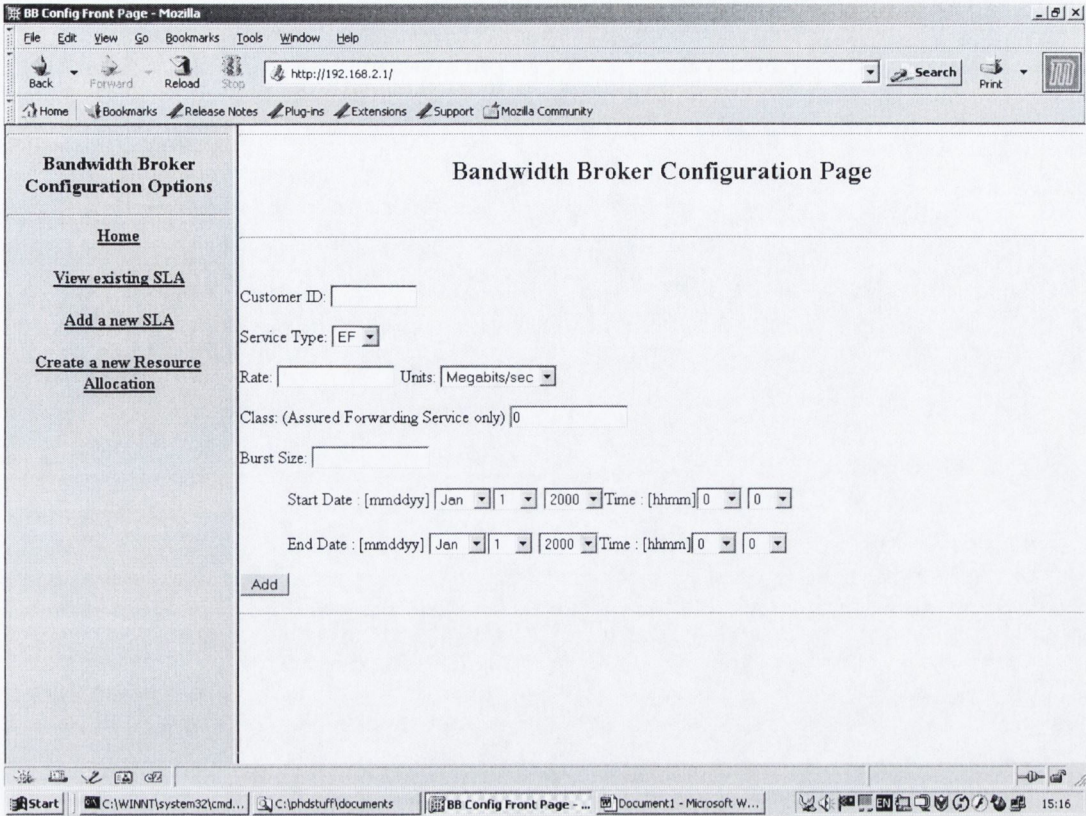 BB Config Front Page - Mozilla
File Edit View Go Bookmarks Tools Window Help
Back Forward Reload Stop http://192.168.2.1/ Search Print
Home Bookmarks Release Notes Plug-ins Extensions Support Mozilla Community
Bandwidth Broker
Configuration Options
Home
View existing SLA
Add a new SLA
Create a new Resource
Allocation
Bandwidth Broker Configuration Page
Customer ID:
Service Type: EF
Rate: Units: Megabits/sec
Class: (Assured Forwarding Service only) 0
Burst Size:
Start Date : [mmddyy] Jan 1 2000 Time : [hhmm] 0 0
End Date : [mmddyy] Jan 1 2000 Time : [hhmm] 0 0
Add
Start C:\WINNT\system32\cmd... C:\phdstuff\documents BB Config Front Page - ... Document1 - Microsoft W... EN 15:16